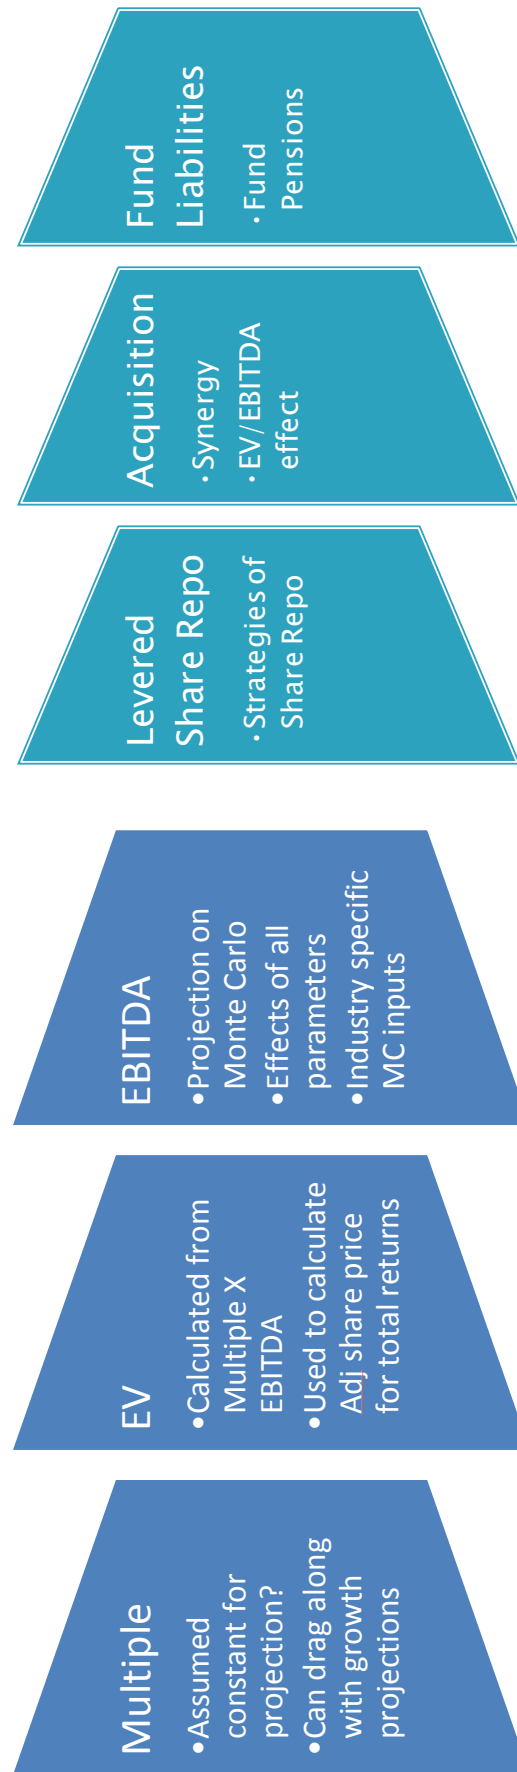 Multiple
•Assumed
constant for
projection?
•Can drag along
with growth
projections
EV
•Calculated from
Multiple X
EBITDA
•Used to calculate
Adj share price
for total returns
EBITDA
•Projection on
Monte Carlo
•Effects of all
parameters
•Industry specific
MC inputs
Levered
Share Repo
•Strategies of
Share Repo
Acquisition
•Synergy
•EV/EBITDA
effect
Fund
Liabilities
•Fund
Pensions